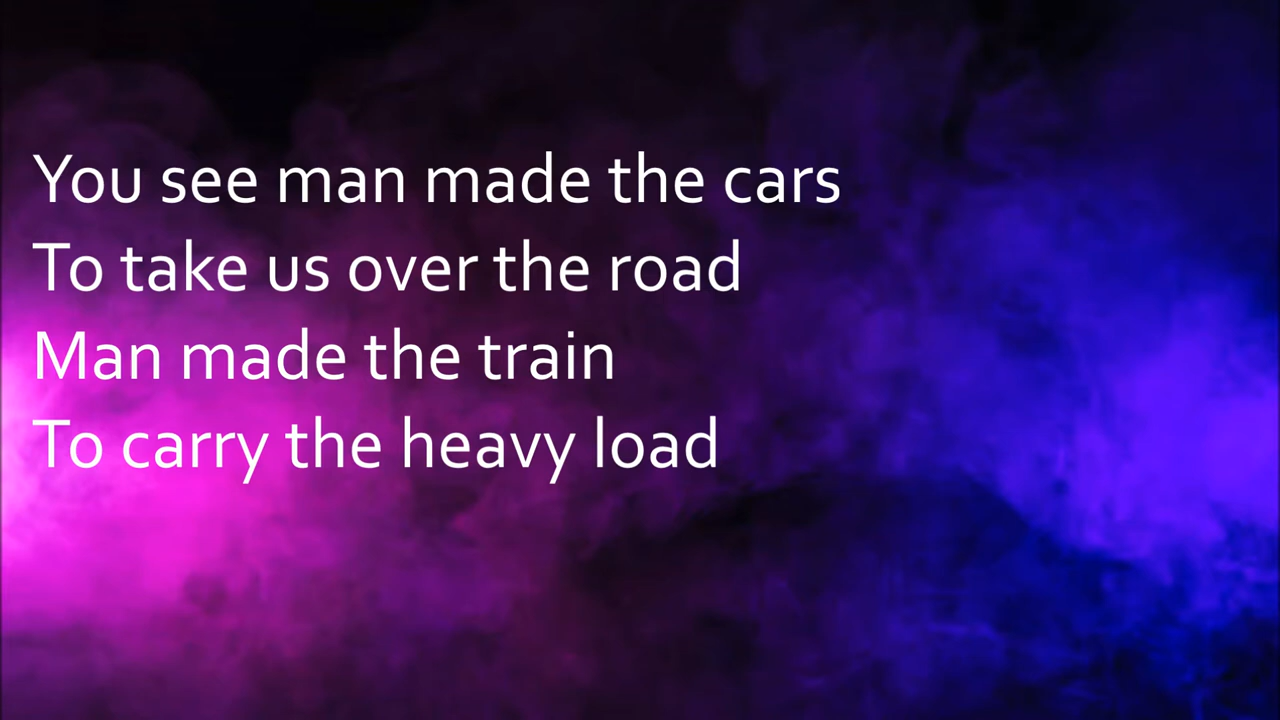 You see man made the cars
To take us over the road
Man made the train
To carry the heavy load